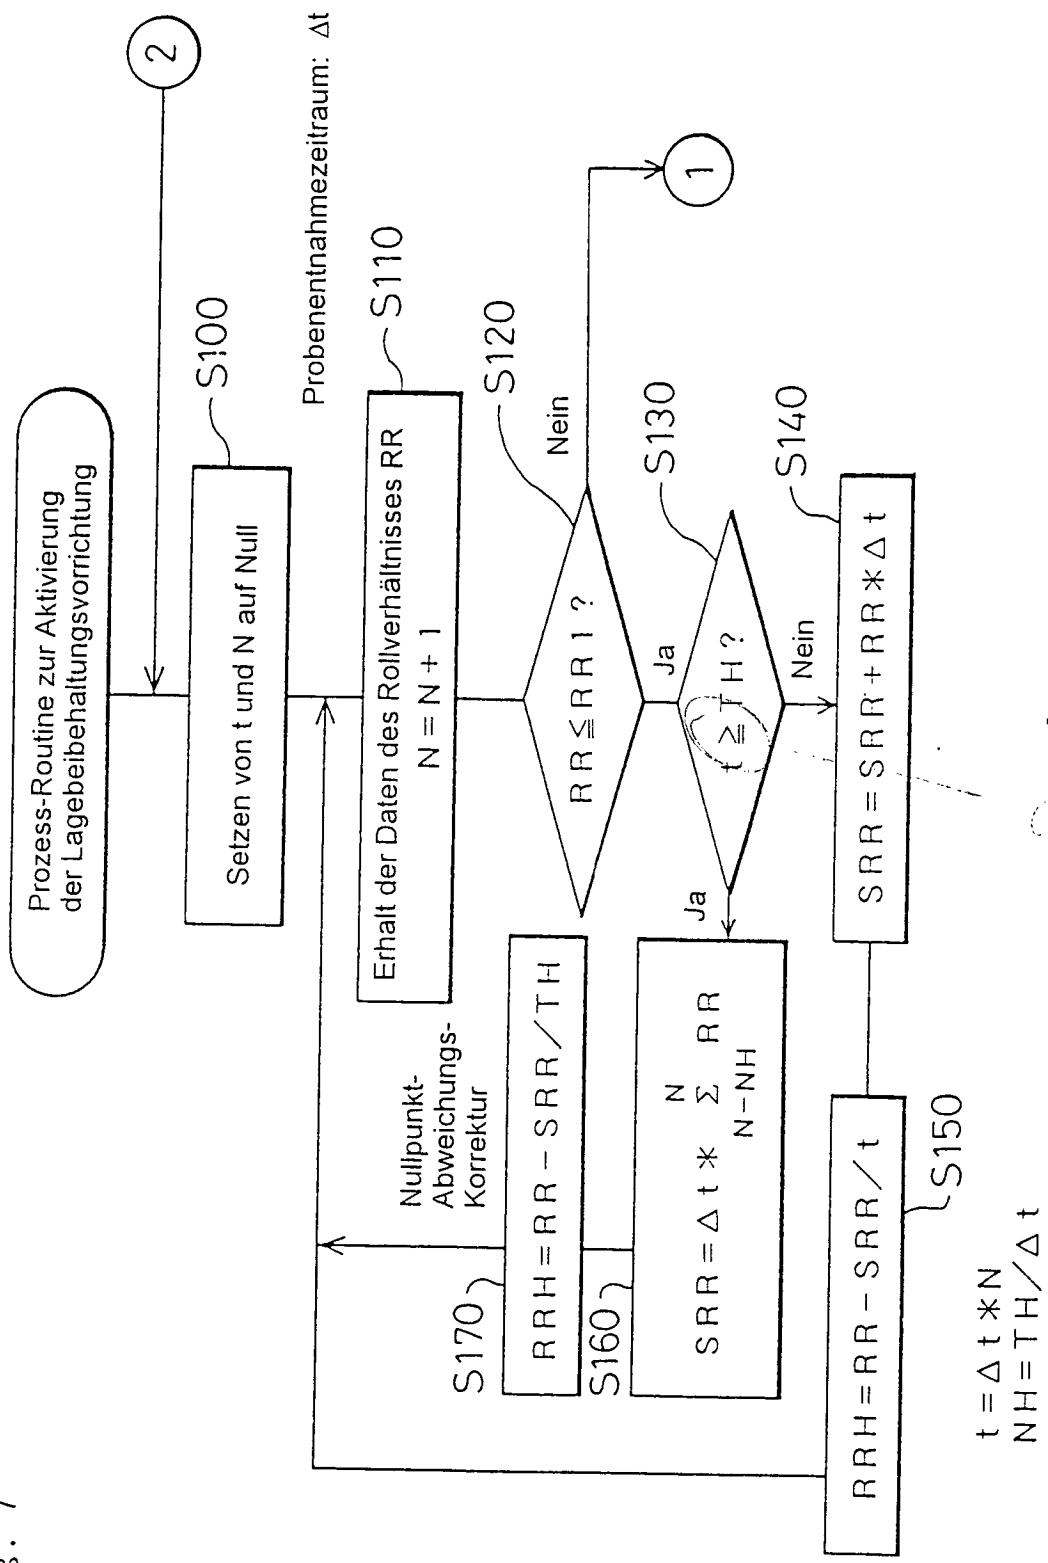 Prozess-Routine zur Aktivierung
der Lagebeibehaltungsvorrichtung
2
Setzen von t und N auf Null
S100
Probenentnahmezeitraum: Δt
Erhalt der Daten des Rollverhältnisses RR
N = N + 1
S110
RR ≦ RR1 ?
S120
Nein
1
Ja
t ≧ TH ?
S130
Ja
Nein
SRR = SRR + RR * Δt
S140
RRH = RR - SRR / t
S150
SRR = Δt * Σ RR
N
N-NH
S160
RRH = RR - SRR / TH
S170
Nullpunkt-
Abweichungs-
Korrektur
t = Δt * N
NH = TH / Δt